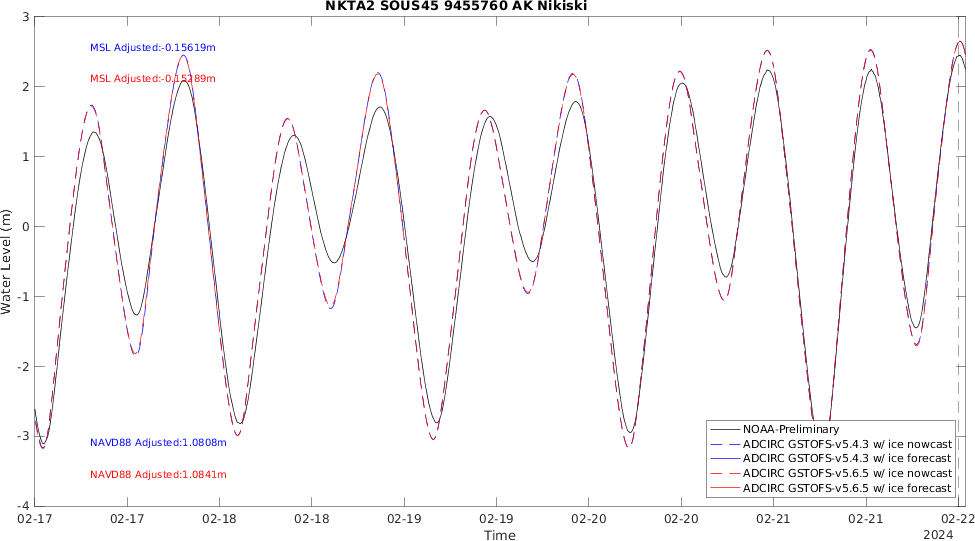 NKTA2 SOUS45 9455760 AK Nikiski
3
MSL Adjusted:-0.15619m
MSL Adjusted:-0.15289m
2
1
0
Water Level (m)
-1
-2
-3
NAVD88 Adjusted:1.0808m
NAVD88 Adjusted:1.0841m
-4
NOAA-Preliminary
ADCIRC GSTOFS-v5.4.3 w/ ice nowcast
ADCIRC GSTOFS-v5.4.3 w/ ice forecast
ADCIRC GSTOFS-v5.6.5 w/ ice nowcast
ADCIRC GSTOFS-v5.6.5 w/ ice forecast
02-17 02-17 02-18 02-18 02-19 02-19 02-20 02-20 02-21 02-21 02-22
Time
2024